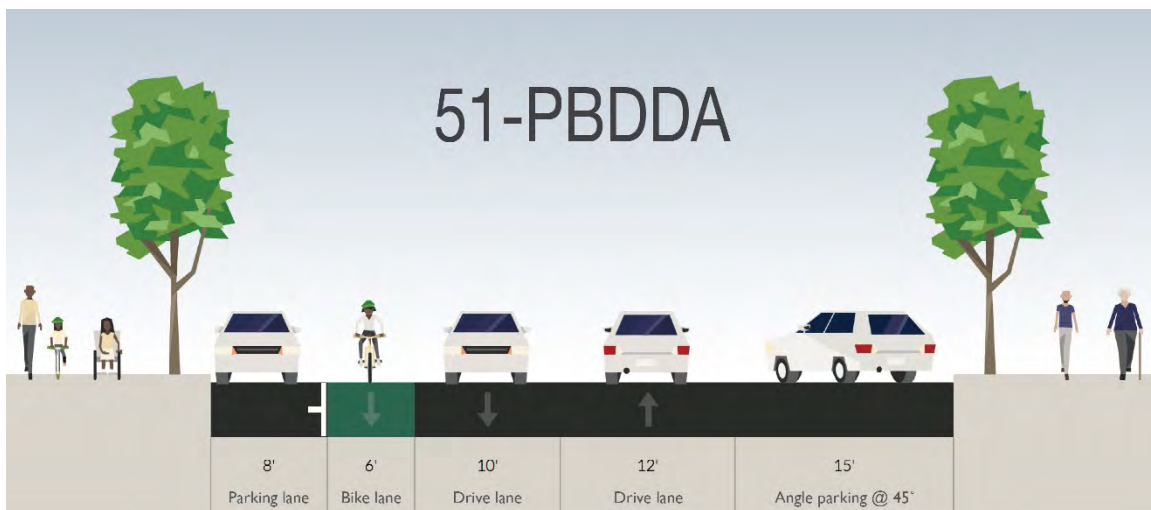 51-PBDDA
8' 6' 10' 12' 15'
Parking lane Bike lane Drive lane Drive lane Angle parking @ 45°